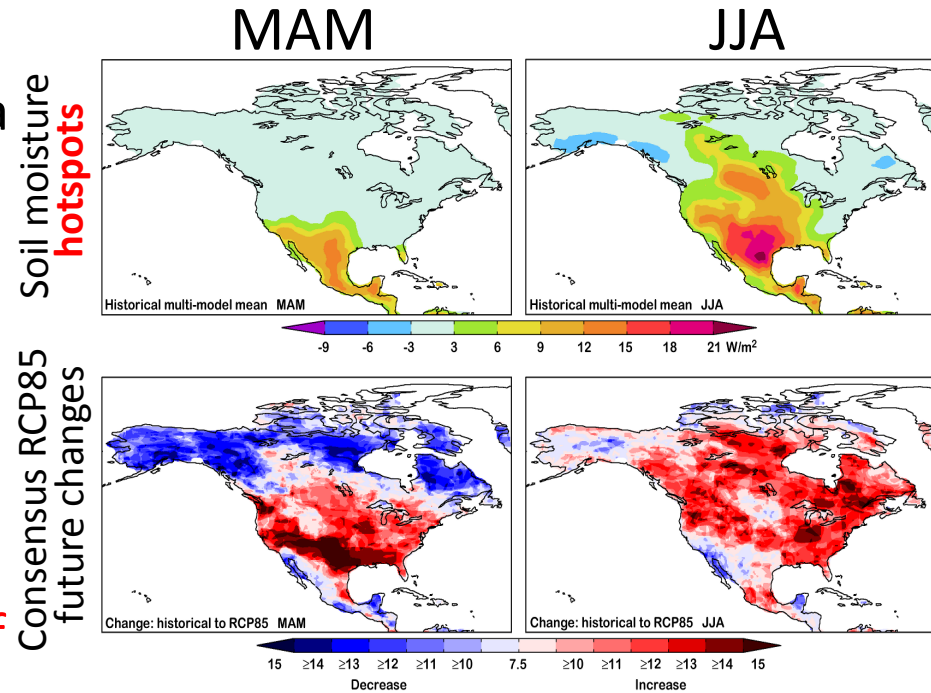 MAM
JJA
Soil moisture
hotspots
Historical multi-model mean MAM
Historical multi-model mean JJA
-9 -6 -3 3 6 9 12 15 18 21 W/m²
Consensus RCP85
future changes
Change: historical to RCP85 MAM
Change: historical to RCP85 JJA
15 ≥14 ≥13 ≥12 ≥11 ≥10 7.5 ≥10 ≥11 ≥12 ≥13 ≥14 15
Decrease
Increase